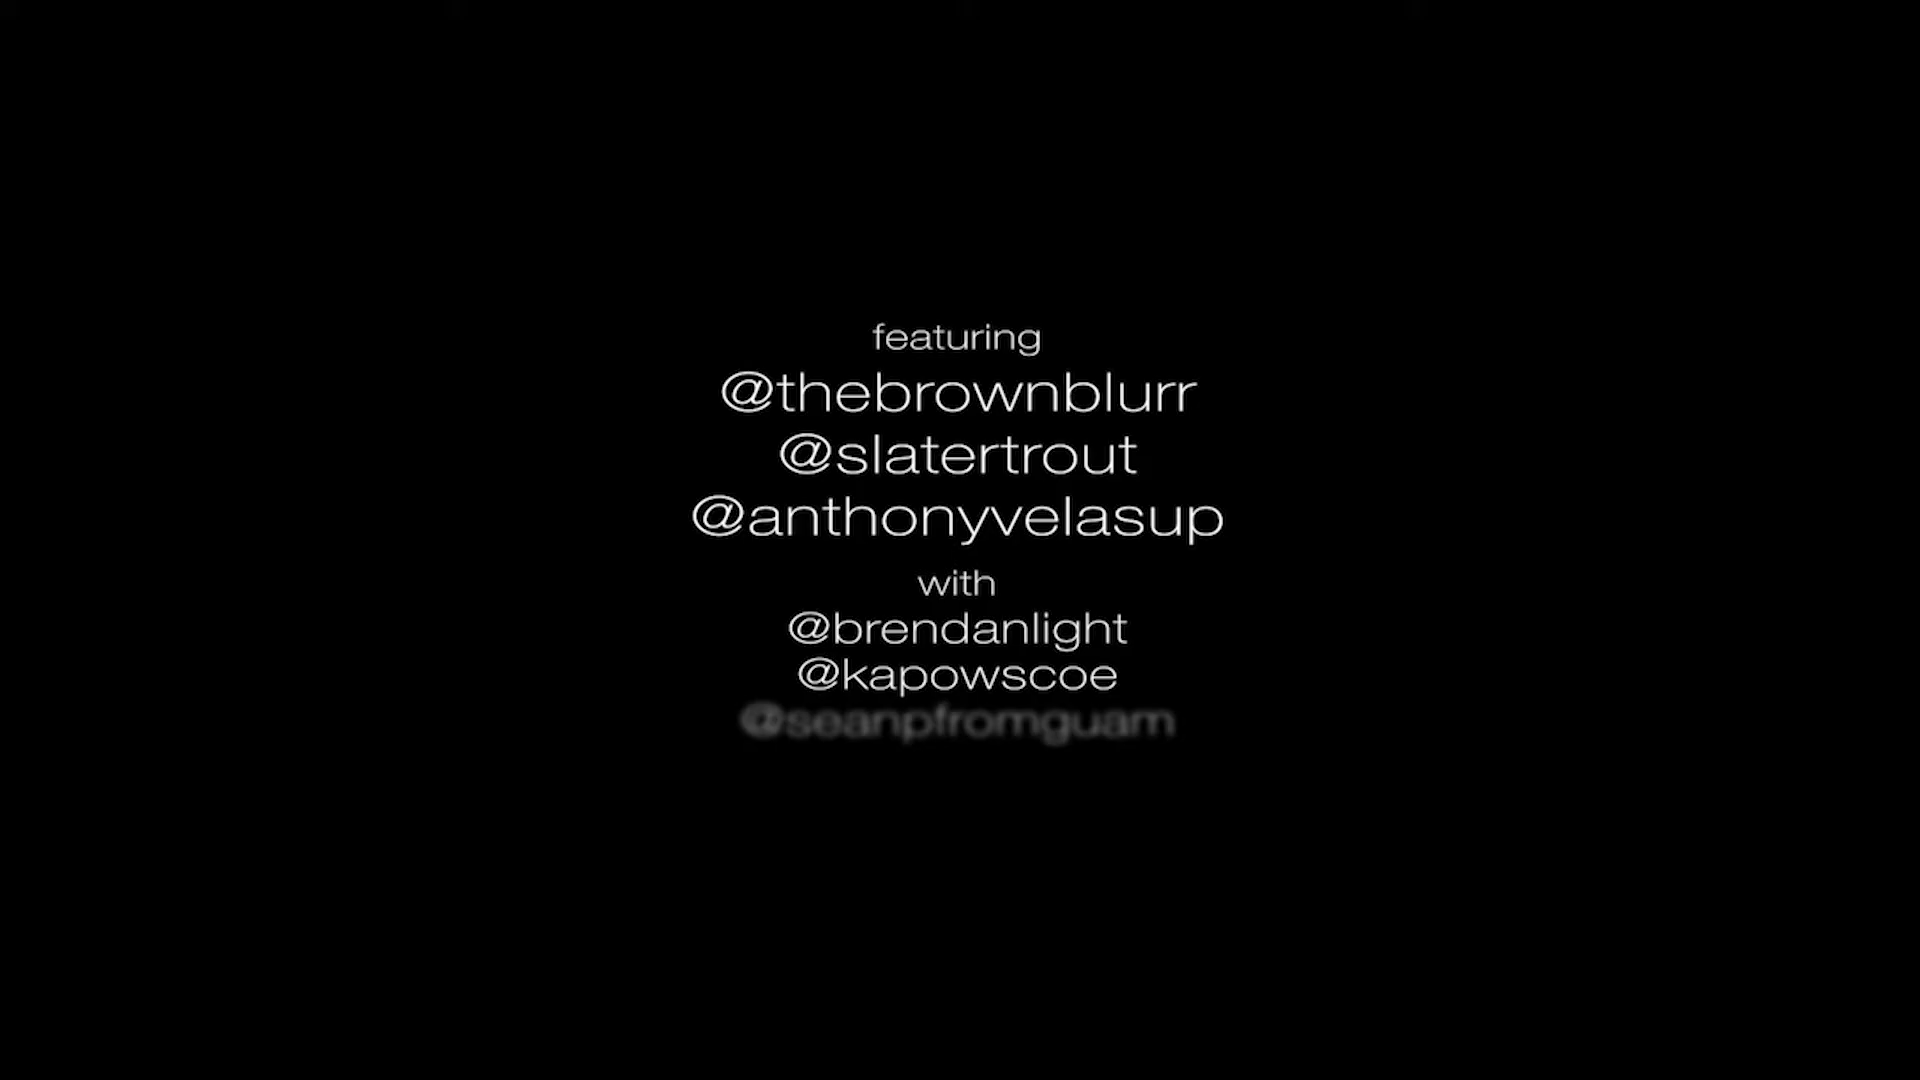 featuring
@thebrownblurr
@slatertrout
@anthonyvelasup
with
@brendanlight
@kapowscoe
@seanpfromguam